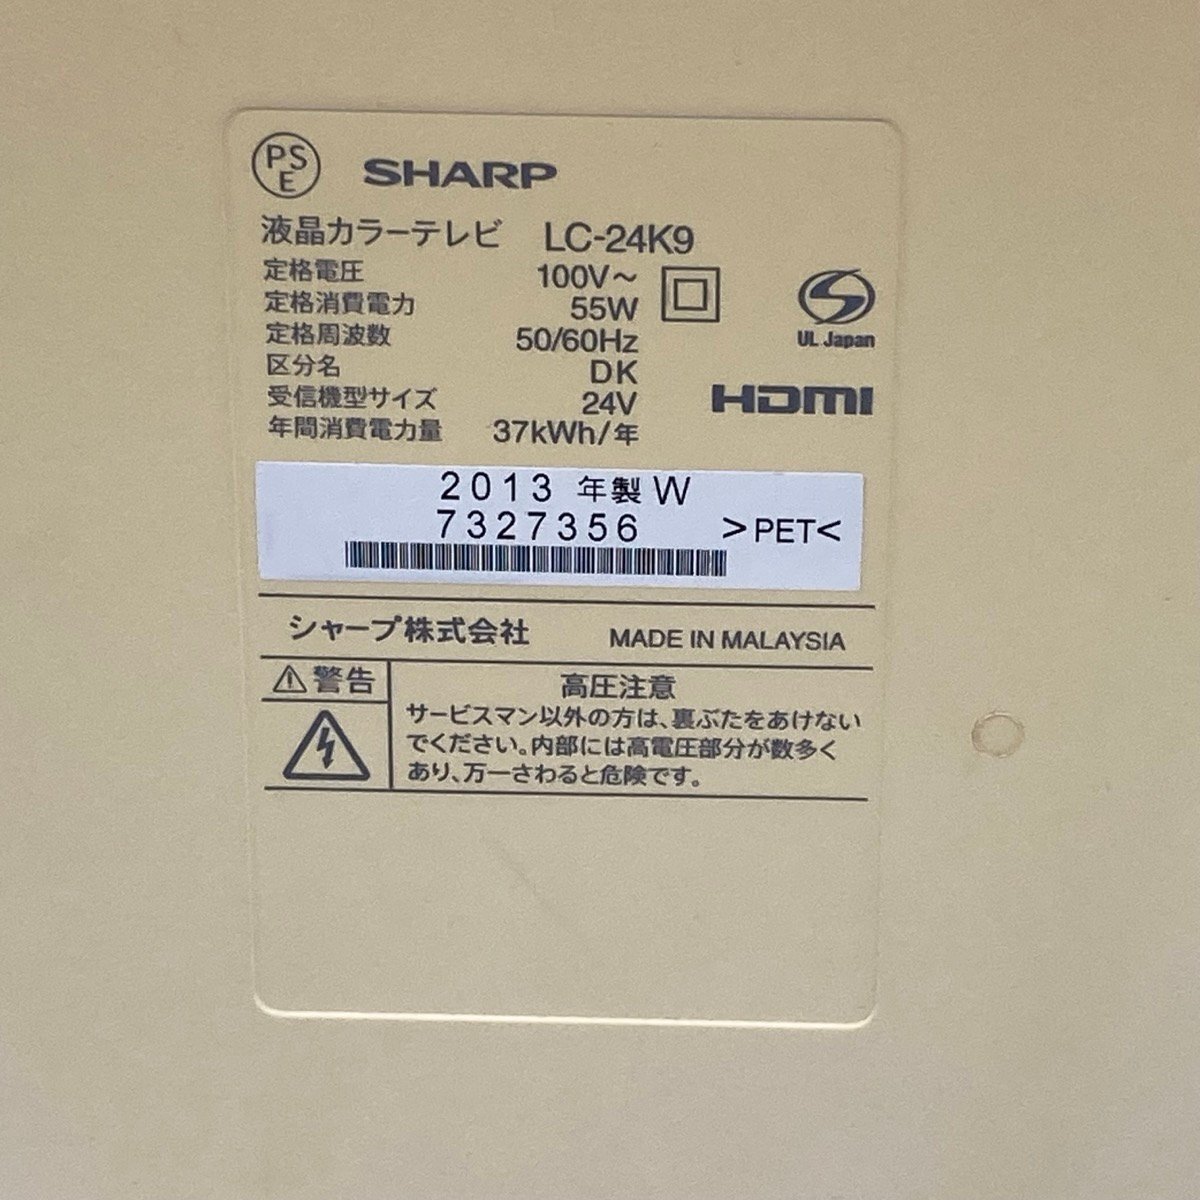 PS
E
SHARP
液晶カラーテレビ LC-24K9
定格電圧 100V～
定格消費電力 55W
定格周波数 50/60Hz
区分名 DK
受信機型サイズ 24V
年間消費電力量 37kWh/年
UL Japan
HDMI
2013 年製 W
7327356 >PET<
シャープ株式会社 MADE IN MALAYSIA
警告
高圧注意
サービスマン以外の方は、裏ぶたをあけない
でください。内部には高電圧部分が数多く
あり、万一さわると危険です。